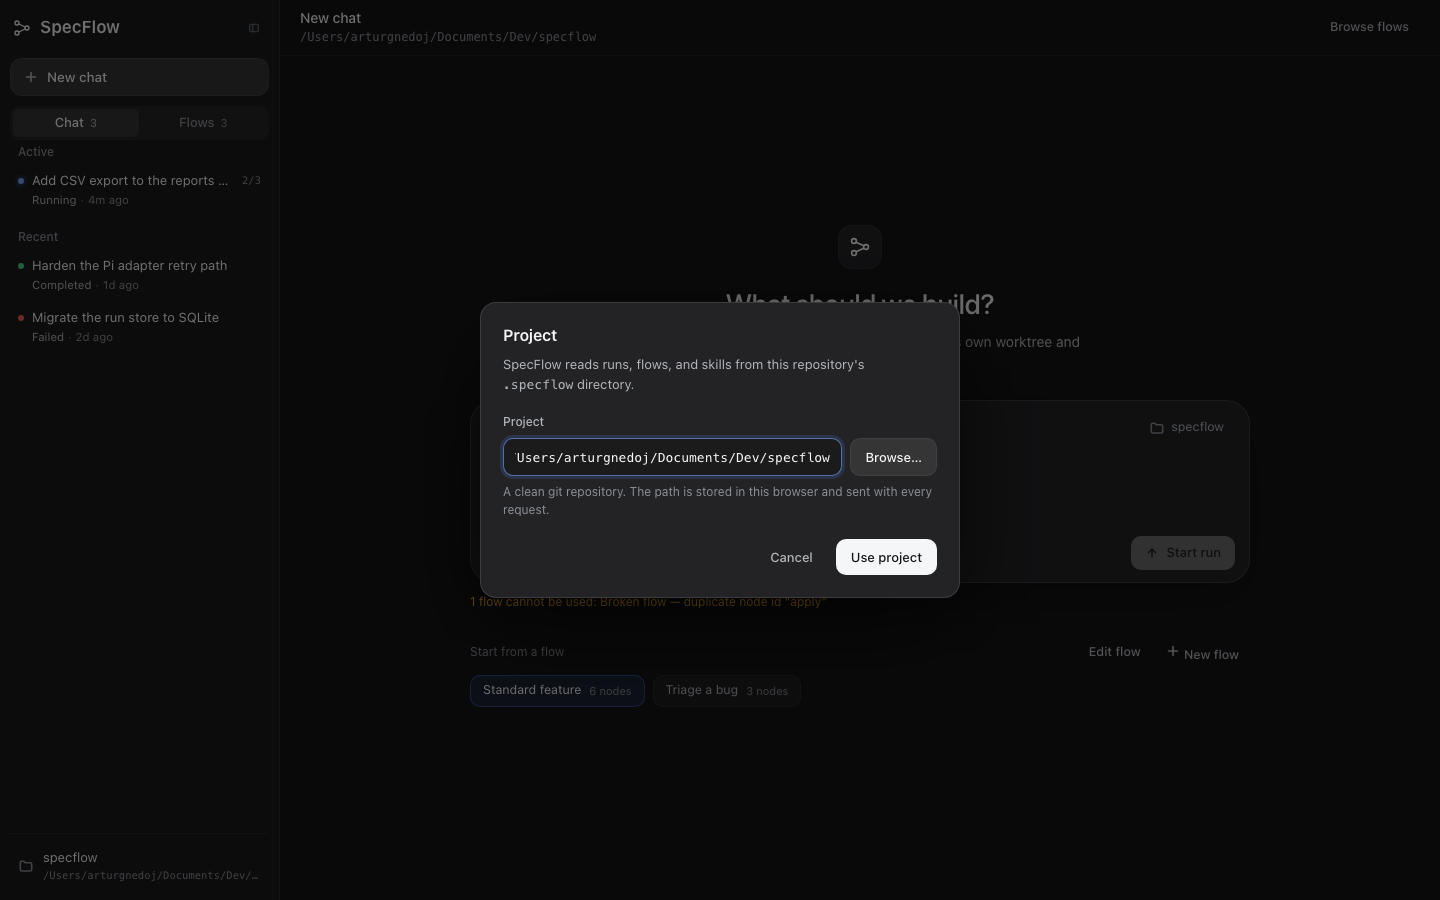 SpecFlow
New chat
Chat 3
Flows 3
Active
Add CSV export to the reports ...
2/3
Running · 4m ago
Recent
Harden the Pi adapter retry path
Completed · 1d ago
Migrate the run store to SQLite
Failed · 2d ago
specflow
/Users/arturgnedoj/Documents/Dev/…
New chat
/Users/arturgnedoj/Documents/Dev/specflow
Browse flows
What should we build?
own worktree and
specflow
Project
SpecFlow reads runs, flows, and skills from this repository's
.specflow directory.
Project
Users/arturgnedoj/Documents/Dev/specflow
Browse...
A clean git repository. The path is stored in this browser and sent with every
request.
Cancel
Use project
Start run
1 flow cannot be used: Broken flow — duplicate node id "apply"
Start from a flow
Edit flow
New flow
Standard feature 6 nodes
Triage a bug 3 nodes